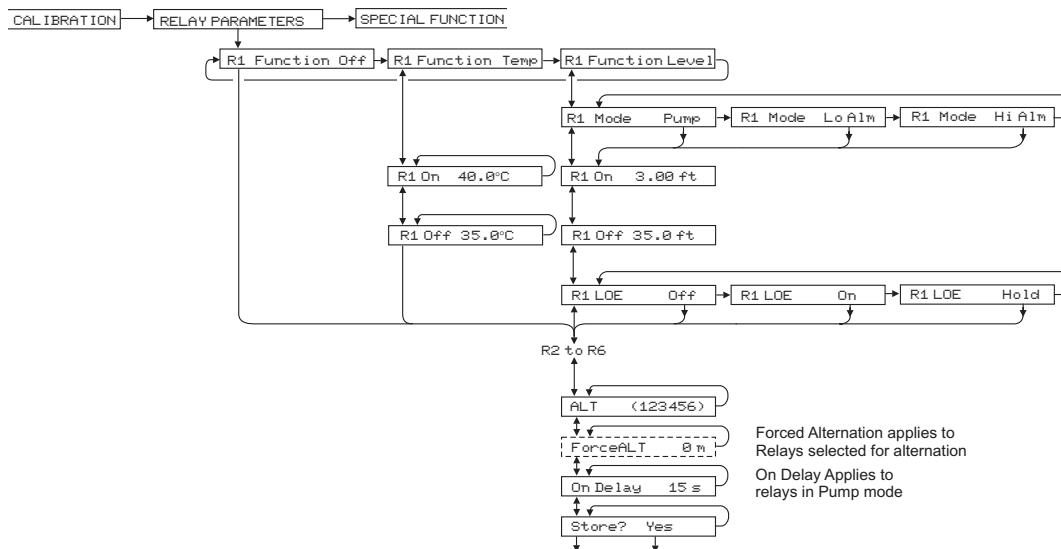 CALIBRATION
RELAY PARAMETERS
SPECIAL FUNCTION
R1 Function Off
R1 Function Temp
R1 Function Level
R1 Mode Pump
R1 Mode Lo Alm
R1 Mode Hi Alm
R1 On 40.0°C
R1 On 3.00 ft
R1 Off 35.0°C
R1 Off 35.0 ft
R1 LOE Off
R1 LOE On
R1 LOE Hold
R2 to R6
ALT (123456)
ForceALT 0 m
Forced Alternation applies to
Relays selected for alternation
On Delay 15 s
On Delay Applies to
relays in Pump mode
Store? Yes